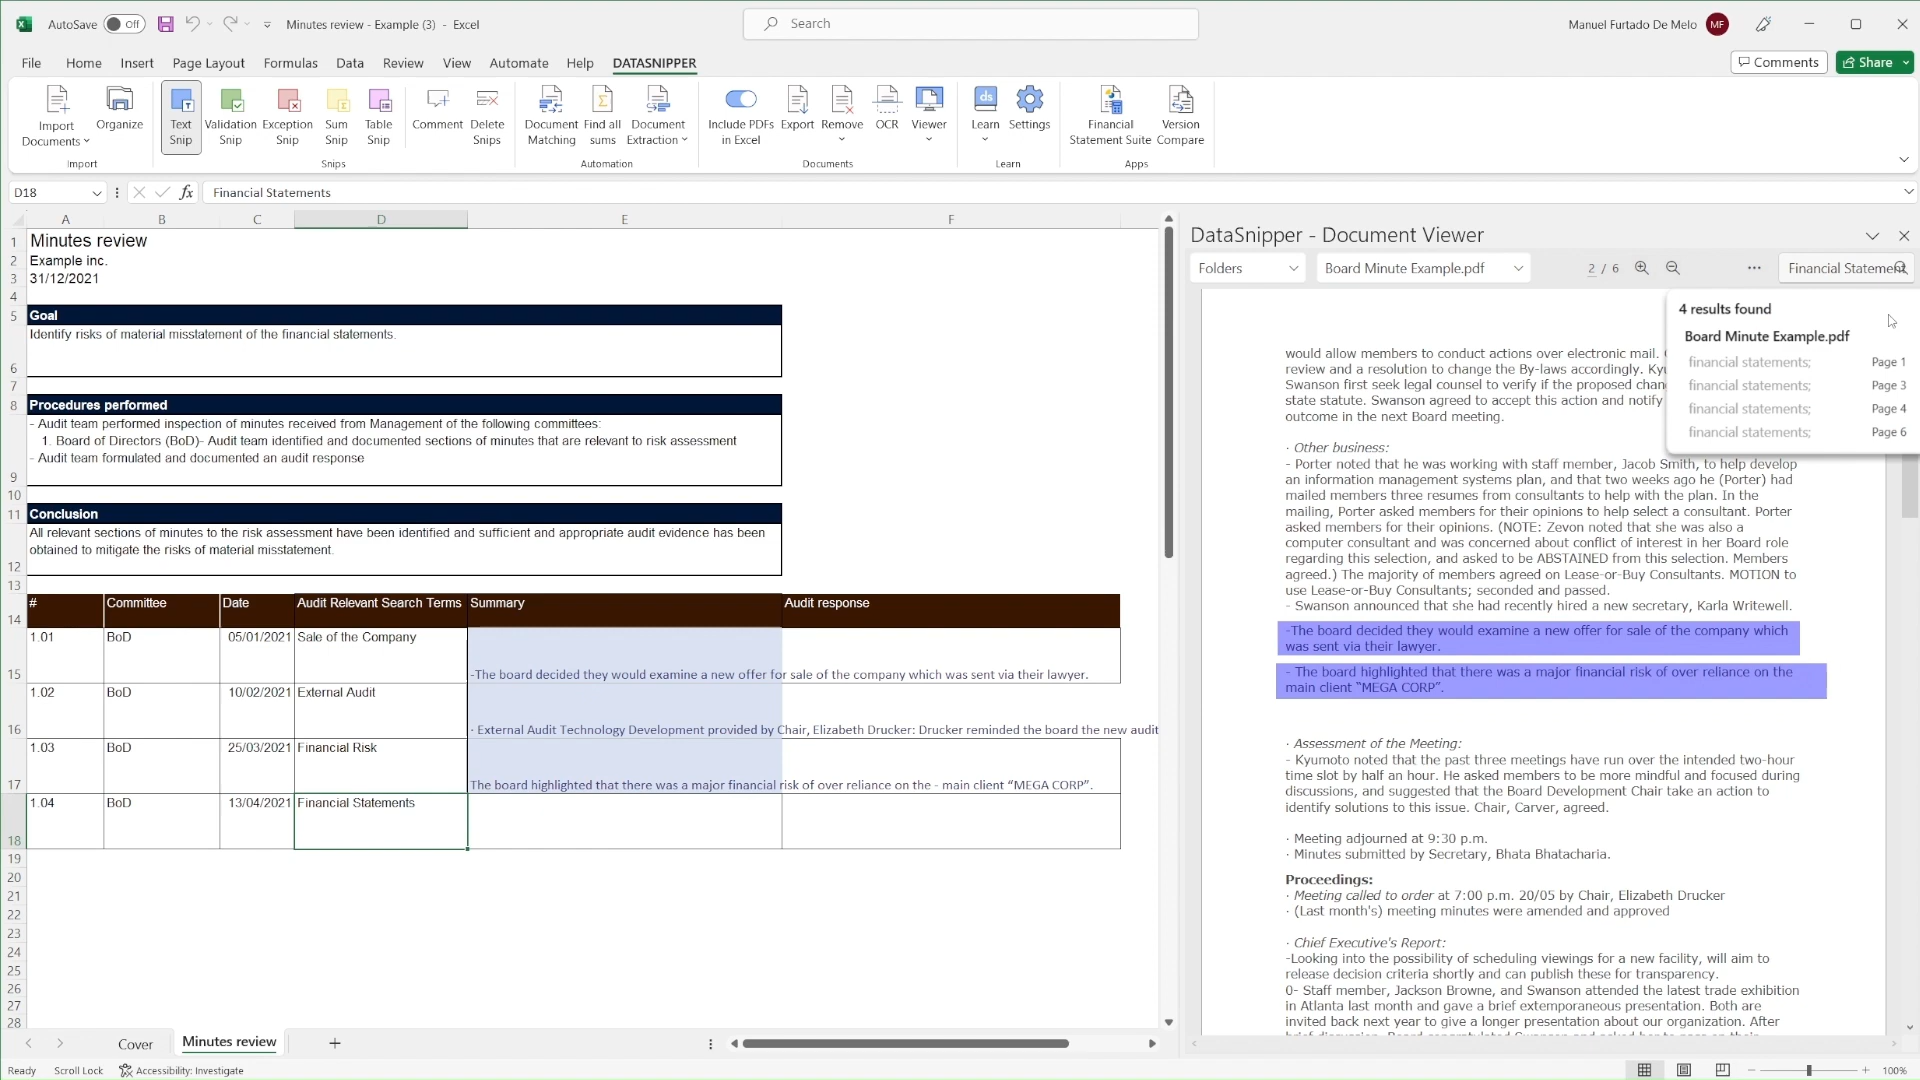 AutoSave Off Minutes review - Example (3) - Excel Search Manuel Furtado De Melo MF
File Home Insert Page Layout Formulas Data Review View Automate Help DATASNIPPER Comments Share
Import Documents Organize Text Snip Validation Snip Exception Snip Sum Snip Table Snip Comment Delete Snips Document Matching Find all sums Document Extraction Include PDFs in Excel Export Remove OCR Viewer Learn Settings Financial Statement Suite Version Compare
Import Snips Automation Documents Learn Apps
D18 fx Financial Statements
A B C D E F
1 Minutes review
2 Example inc.
3 31/12/2021
4
5 Goal
Identify risks of material misstatement of the financial statements.
6
7
8 Procedures performed
- Audit team performed inspection of minutes received from Management of the following committees:
1. Board of Directors (BoD)- Audit team identified and documented sections of minutes that are relevant to risk assessment
- Audit team formulated and documented an audit response
9
10
11 Conclusion
All relevant sections of minutes to the risk assessment have been identified and sufficient and appropriate audit evidence has been
obtained to mitigate the risks of material misstatement.
12
13
14 # Committee Date Audit Relevant Search Terms Summary Audit response
1.01 BoD 05/01/2021 Sale of the Company
15 -The board decided they would examine a new offer for sale of the company which was sent via their lawyer.
1.02 BoD 10/02/2021 External Audit
16 · External Audit Technology Development provided by Chair, Elizabeth Drucker: Drucker reminded the board the new audit
1.03 BoD 25/03/2021 Financial Risk
17 The board highlighted that there was a major financial risk of over reliance on the - main client “MEGA CORP”.
1.04 BoD 13/04/2021 Financial Statements
18
19
20
21
22
23
24
25
26
27
28
Cover Minutes review
Ready Scroll Lock Accessibility: Investigate 100%
DataSnipper - Document Viewer
Folders Board Minute Example.pdf 2 / 6 Financial Statement
4 results found
Board Minute Example.pdf
financial statements; Page 1
financial statements; Page 3
financial statements; Page 4
financial statements; Page 6
would allow members to conduct actions over electronic mail.
review and a resolution to change the By-laws accordingly.
Swanson first seek legal counsel to verify if the proposed
state statute. Swanson agreed to accept this action and notify
outcome in the next Board meeting.
· Other business:
- Porter noted that he was working with staff member, Jacob Smith, to help develop
an information management systems plan, and that two weeks ago he (Porter) had
mailed members three resumes from consultants to help with the plan. In the
mailing, Porter asked members for their opinions to help select a consultant. Porter
asked members for their opinions. (NOTE: Zevon noted that she was also a
computer consultant and was concerned about conflict of interest in her Board role
regarding this selection, and asked to be ABSTAINED from this selection. Members
agreed.) The majority of members agreed on Lease-or-Buy Consultants. MOTION to
use Lease-or-Buy Consultants; seconded and passed.
- Swanson announced that she had recently hired a new secretary, Karla Writewell.
-The board decided they would examine a new offer for sale of the company which
was sent via their lawyer.
- The board highlighted that there was a major financial risk of over reliance on the
main client “MEGA CORP”.
· Assessment of the Meeting:
- Kyumoto noted that the past three meetings have run over the intended two-hour
time slot by half an hour. He asked members to be more mindful and focused during
discussions, and suggested that the Board Development Chair take an action to
identify solutions to this issue. Chair, Carver, agreed.
· Meeting adjourned at 9:30 p.m.
· Minutes submitted by Secretary, Bhata Bhatacharia.
Proceedings:
· Meeting called to order at 7:00 p.m. 20/05 by Chair, Elizabeth Drucker
· (Last month's) meeting minutes were amended and approved
· Chief Executive's Report:
-Looking into the possibility of scheduling viewings for a new facility, will aim to
release decision criteria shortly and can publish these for transparency.
0- Staff member, Jackson Browne, and Swanson attended the latest trade exhibition
in Atlanta last month and gave a brief extemporaneous presentation. Both are
invited back next year to give a longer presentation about our organization. After